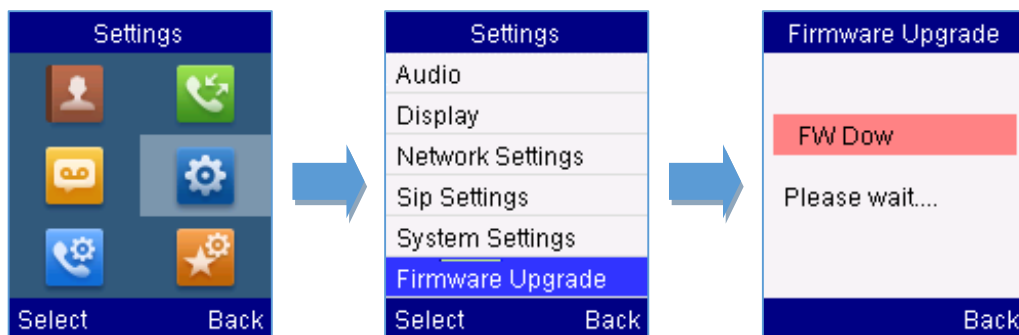 Settings
Select Back
Settings
Audio
Display
Network Settings
Sip Settings
System Settings
Firmware Upgrade
Select Back
Firmware Upgrade
FW Dow
Please wait....
Back